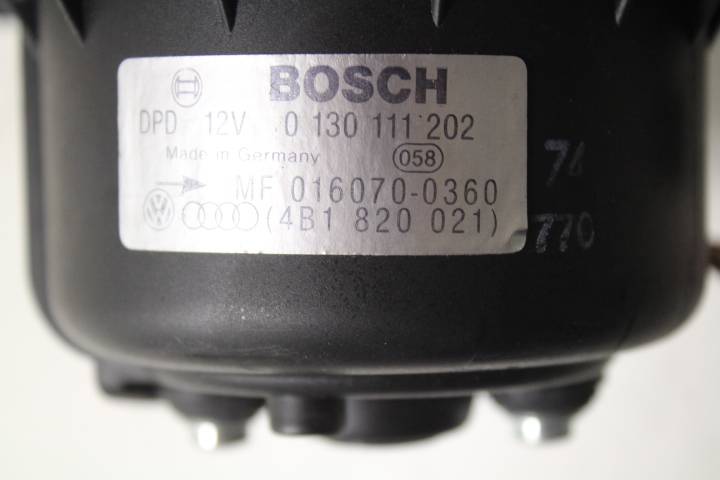 BOSCH
DPD 12V 0 130 111 202
Made in Germany 058
MF 016070-0360
(4B1 820 021)
74
770